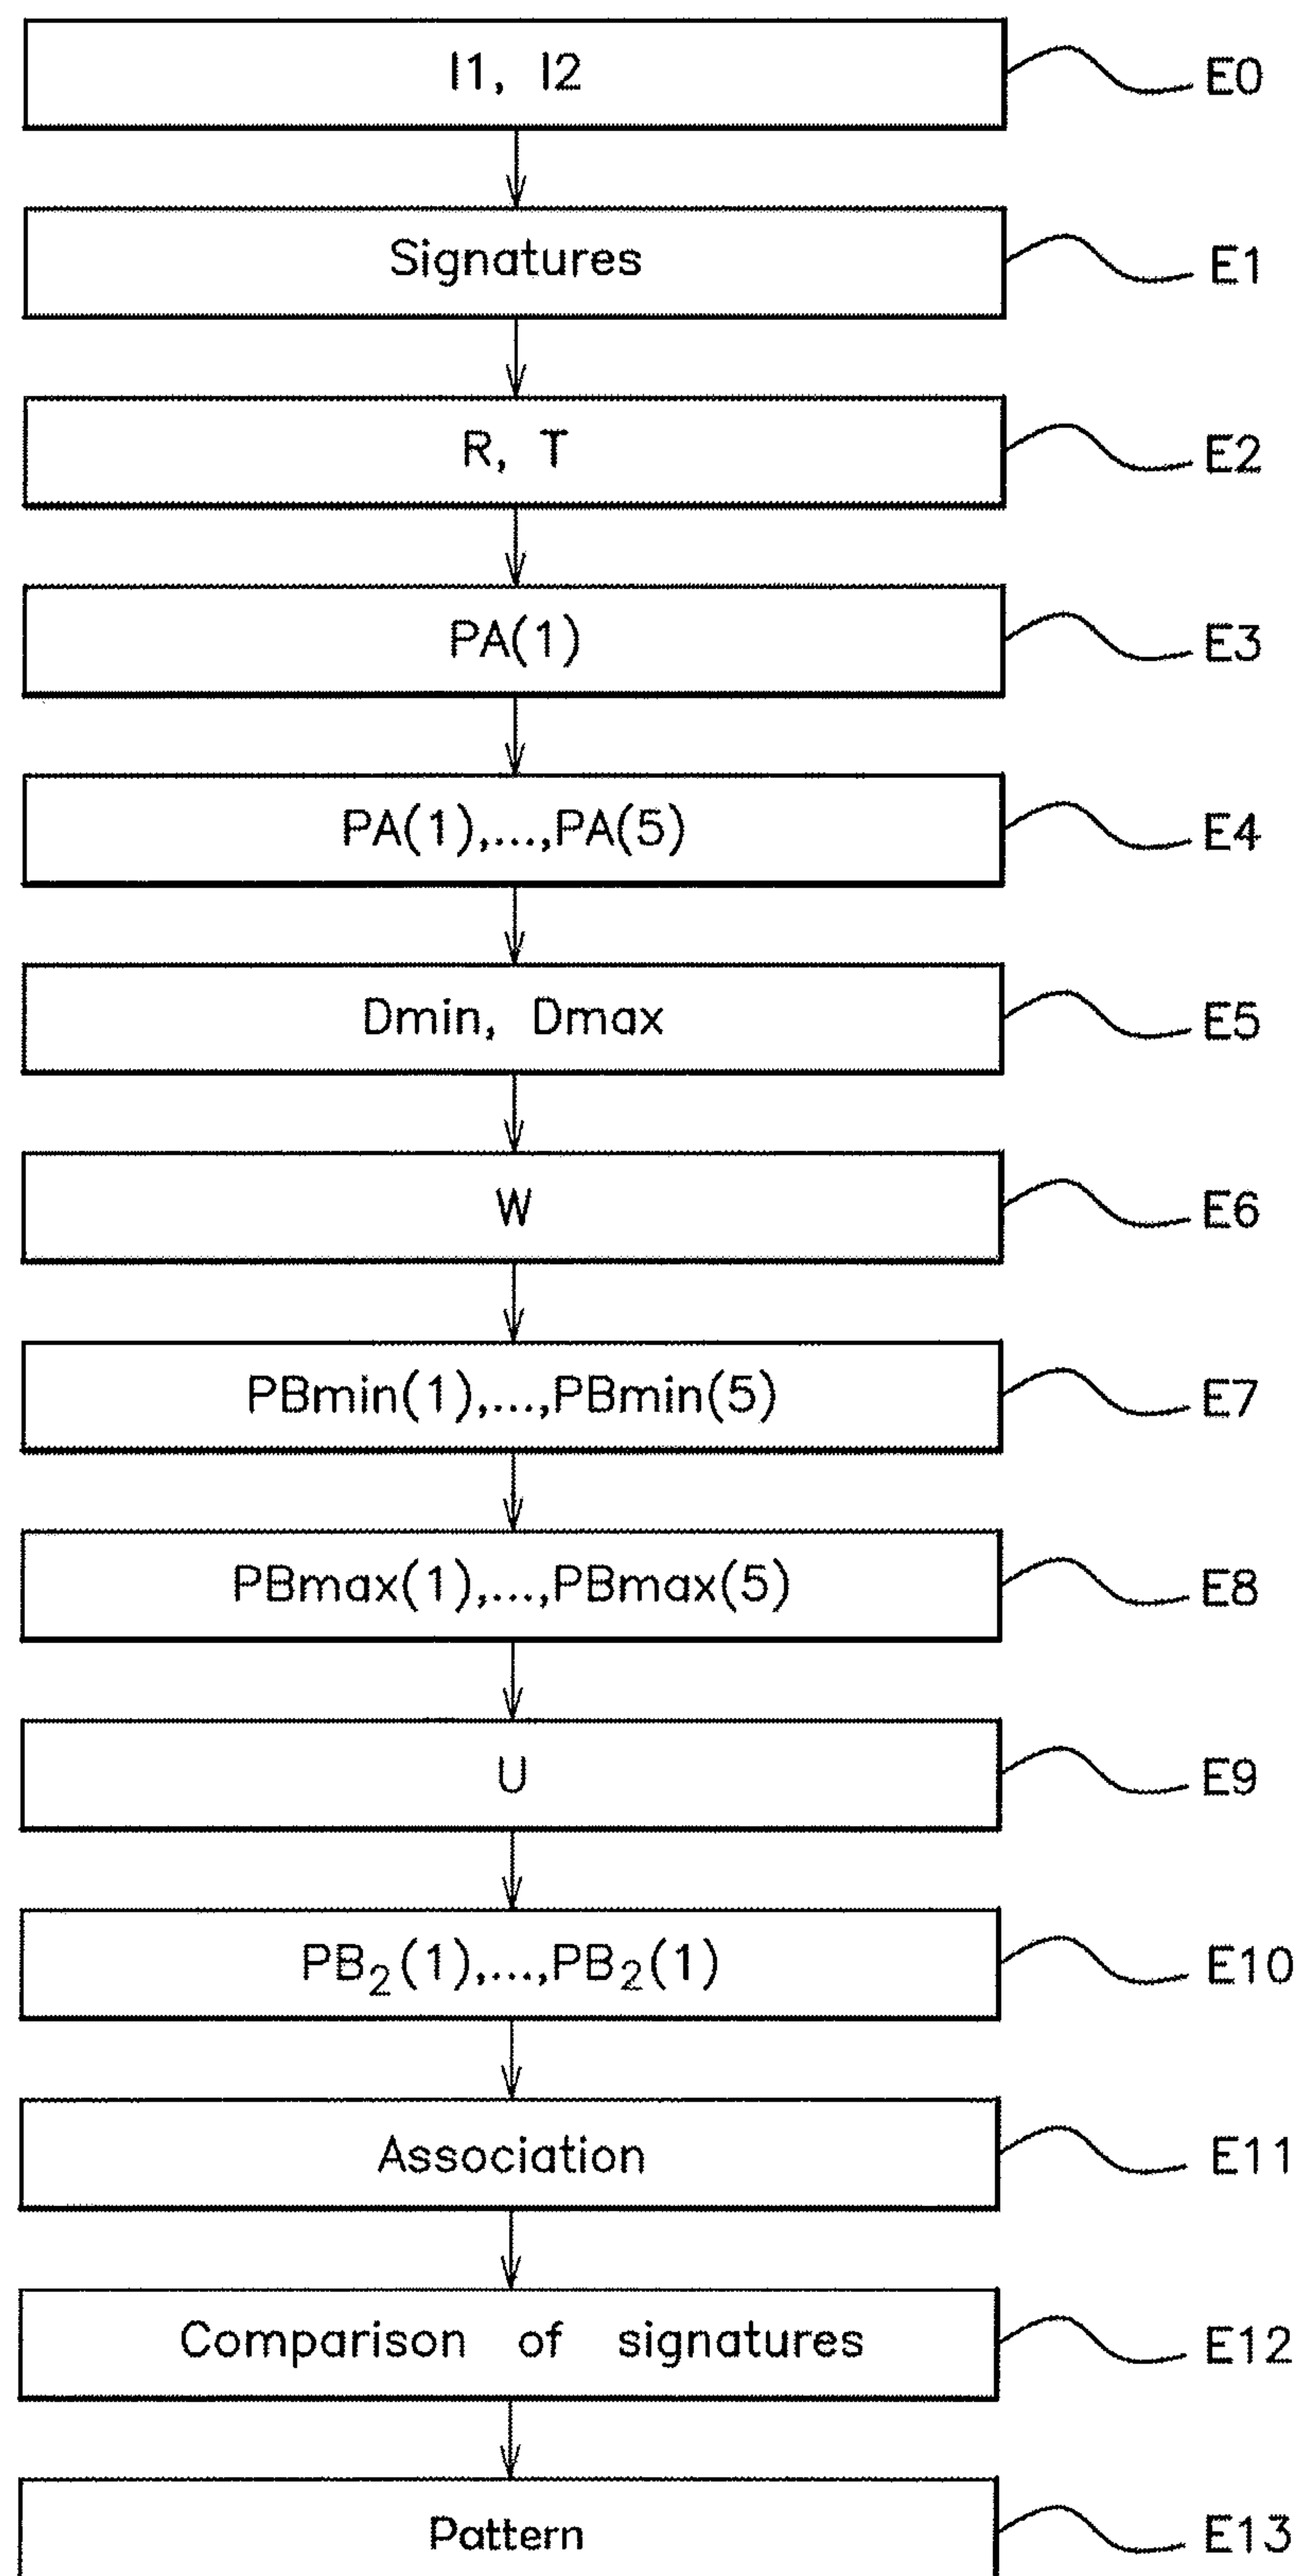 I1, I2 E0
Signatures E1
R, T E2
PA(1) E3
PA(1),...,PA(5) E4
Dmin, Dmax E5
W E6
PBmin(1),...,PBmin(5) E7
PBmax(1),...,PBmax(5) E8
U E9
PB₂(1),...,PB₂(1) E10
Association E11
Comparison of signatures E12
Pattern E13